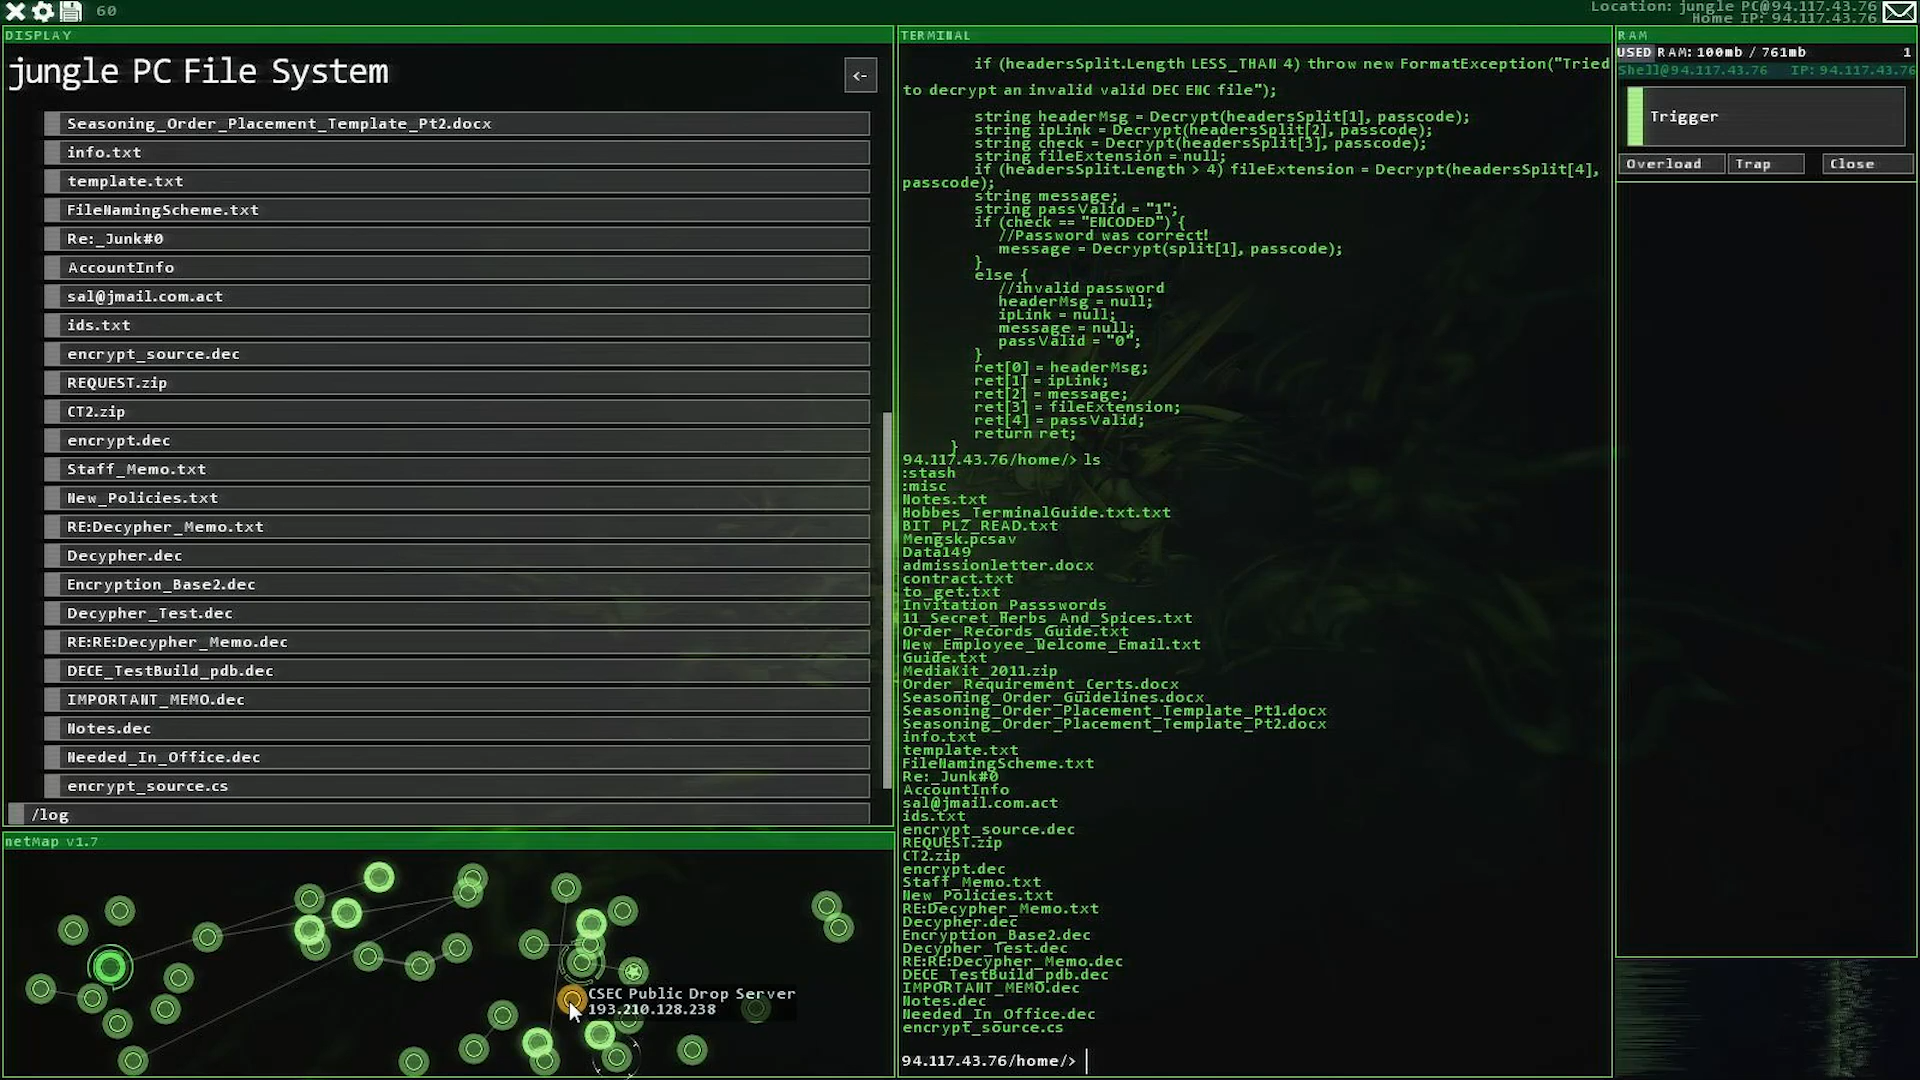 60
Location: jungle PC@94.117.43.76
Home IP: 94.117.43.76
DISPLAY
jungle PC File System
<-
Seasoning_Order_Placement_Template_Pt2.docx
info.txt
template.txt
FileNamingScheme.txt
Re:_Junk#0
AccountInfo
sal@jmail.com.act
ids.txt
encrypt_source.dec
REQUEST.zip
CT2.zip
encrypt.dec
Staff_Memo.txt
New_Policies.txt
RE:Decypher_Memo.txt
Decypher.dec
Encryption_Base2.dec
Decypher_Test.dec
RE:RE:Decypher_Memo.dec
DECE_TestBuild_pdb.dec
IMPORTANT_MEMO.dec
Notes.dec
Needed_In_Office.dec
encrypt_source.cs
/log
netMap v1.7
CSEC Public Drop Server
193.210.128.238
TERMINAL
if (headersSplit.Length LESS_THAN 4) throw new FormatException("Tried
to decrypt an invalid valid DEC ENC file");
string headerMsg = Decrypt(headersSplit[1], passcode);
string ipLink = Decrypt(headersSplit[2], passcode);
string check = Decrypt(headersSplit[3], passcode);
string fileExtension = null;
if (headersSplit.Length > 4) fileExtension = Decrypt(headersSplit[4],
passcode);
string message;
string passValid = "1";
if (check == "ENCODED") {
//Password was correct!
message = Decrypt(split[1], passcode);
}
else {
//invalid password
headerMsg = null;
ipLink = null;
message = null;
passValid = "0";
}
ret[0] = headerMsg;
ret[1] = ipLink;
ret[2] = message;
ret[3] = fileExtension;
ret[4] = passValid;
return ret;
}
94.117.43.76/home/> ls
:stash
:misc
Notes.txt
Hobbes_TerminalGuide.txt.txt
BIT_PLZ_READ.txt
Mengsk.pcsav
Data149
admissionletter.docx
contract.txt
to_get.txt
Invitation_Passswords
11_Secret_Herbs_And_Spices.txt
Order_Records_Guide.txt
New_Employee_Welcome_Email.txt
Guide.txt
MediaKit_2011.zip
Order_Requirement_Certs.docx
Seasoning_Order_Guidelines.docx
Seasoning_Order_Placement_Template_Pt1.docx
Seasoning_Order_Placement_Template_Pt2.docx
info.txt
template.txt
FileNamingScheme.txt
Re:_Junk#0
AccountInfo
sal@jmail.com.act
ids.txt
encrypt_source.dec
REQUEST.zip
CT2.zip
encrypt.dec
Staff_Memo.txt
New_Policies.txt
RE:Decypher_Memo.txt
Decypher.dec
Encryption_Base2.dec
Decypher_Test.dec
RE:RE:Decypher_Memo.dec
DECE_TestBuild_pdb.dec
IMPORTANT_MEMO.dec
Notes.dec
Needed_In_Office.dec
encrypt_source.cs
94.117.43.76/home/>
RAM
USED RAM: 100mb / 761mb 1
Shell@94.117.43.76 IP: 94.117.43.76
Trigger
Overload Trap Close